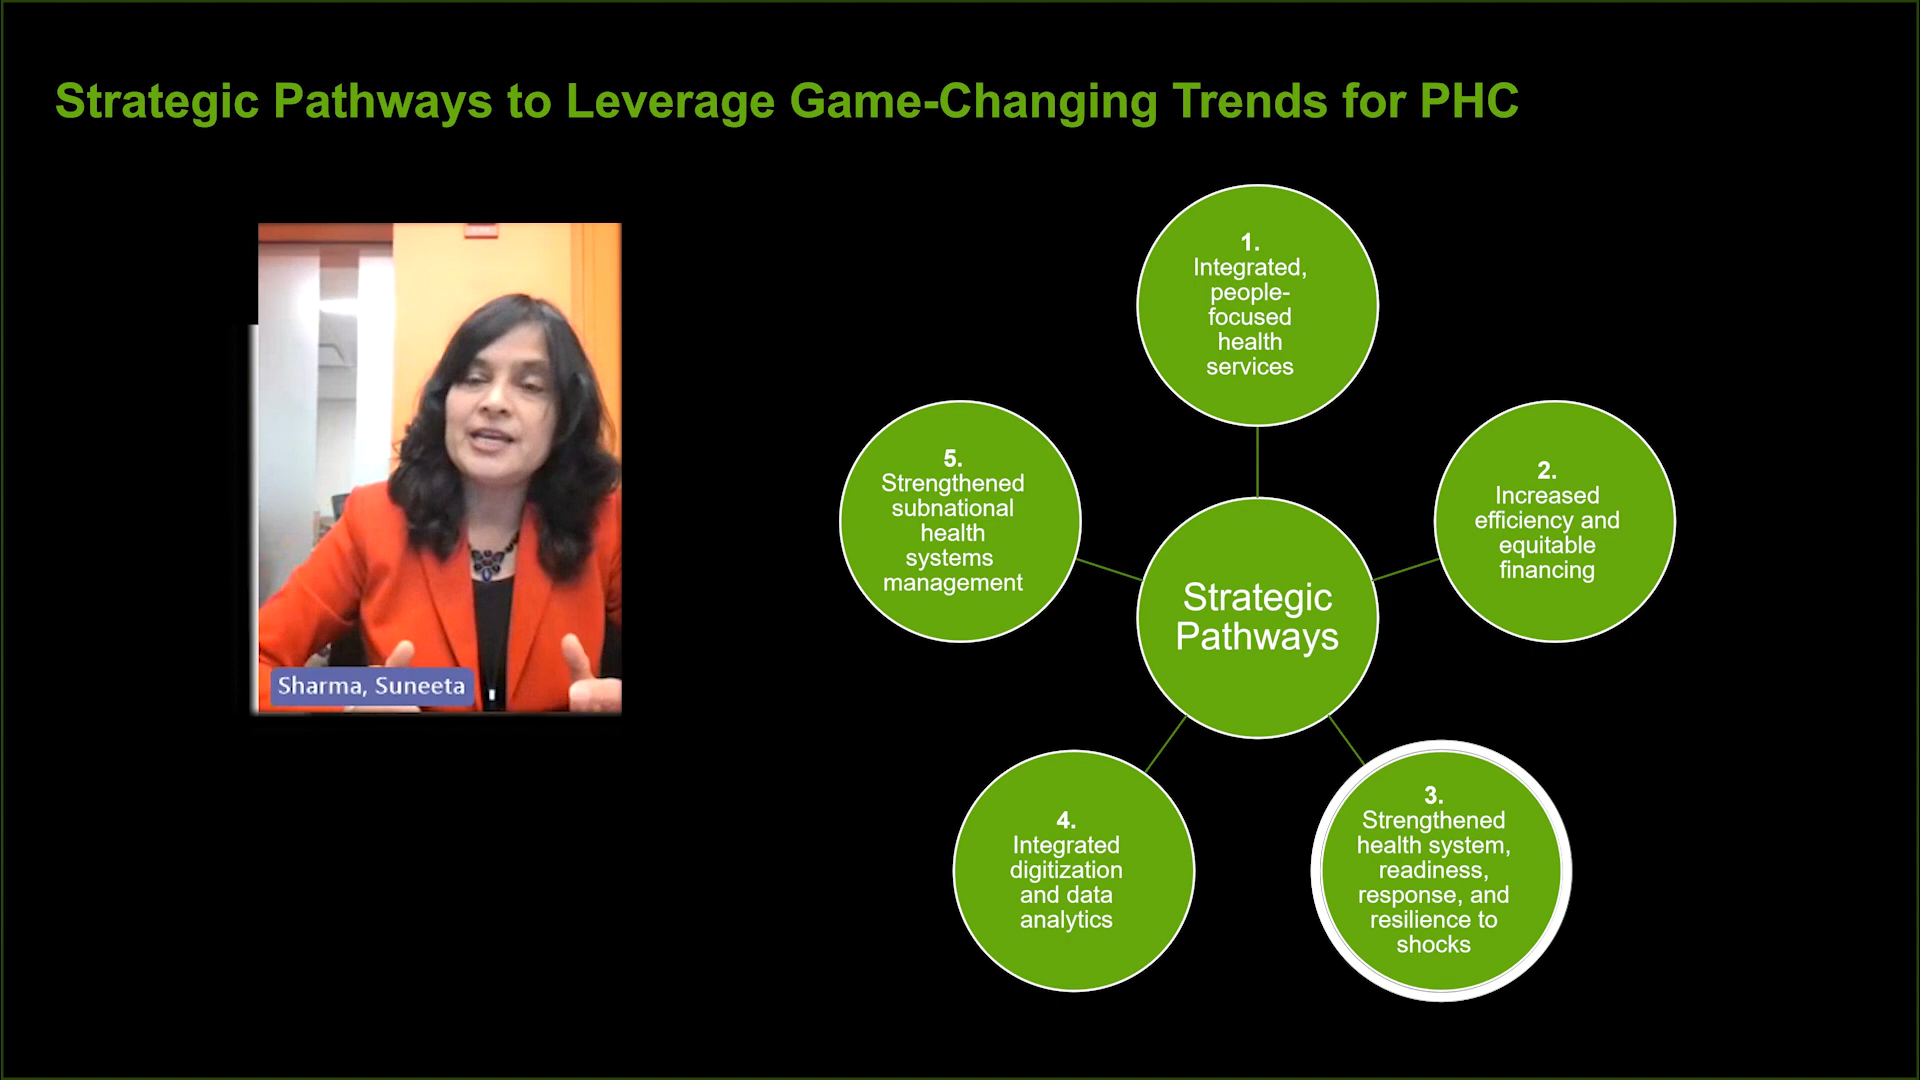 Strategic Pathways to Leverage Game-Changing Trends for PHC
Sharma, Suneeta
1.
Integrated,
people-
focused
health
services
2.
Increased
efficiency and
equitable
financing
3.
Strengthened
health system,
readiness,
response, and
resilience to
shocks
4.
Integrated
digitization
and data
analytics
5.
Strengthened
subnational
health
systems
management
Strategic
Pathways